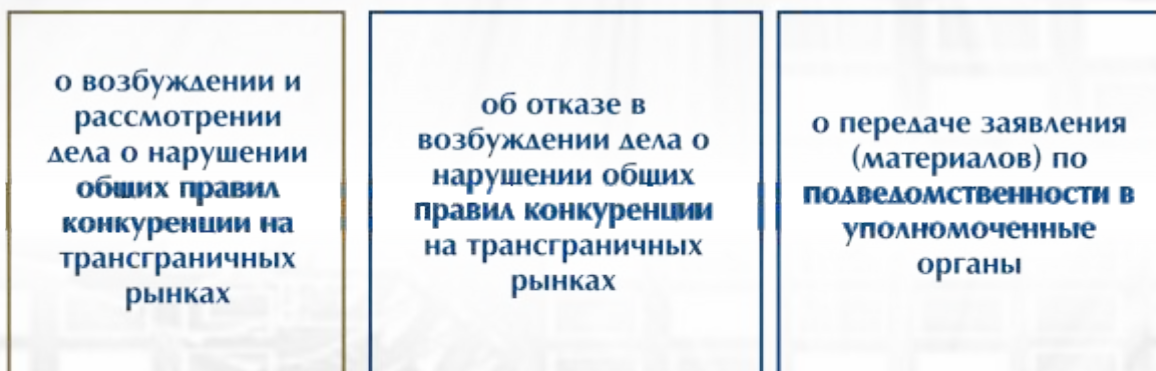 о возбуждении и
рассмотрении
дела о нарушении
общих правил
конкуренции на
трансграничных
рынках
об отказе в
возбуждении дела о
нарушении общих
правил конкуренции
на трансграничных
рынках
о передаче заявления
(материалов) по
подведомственности в
уполномоченные
органы